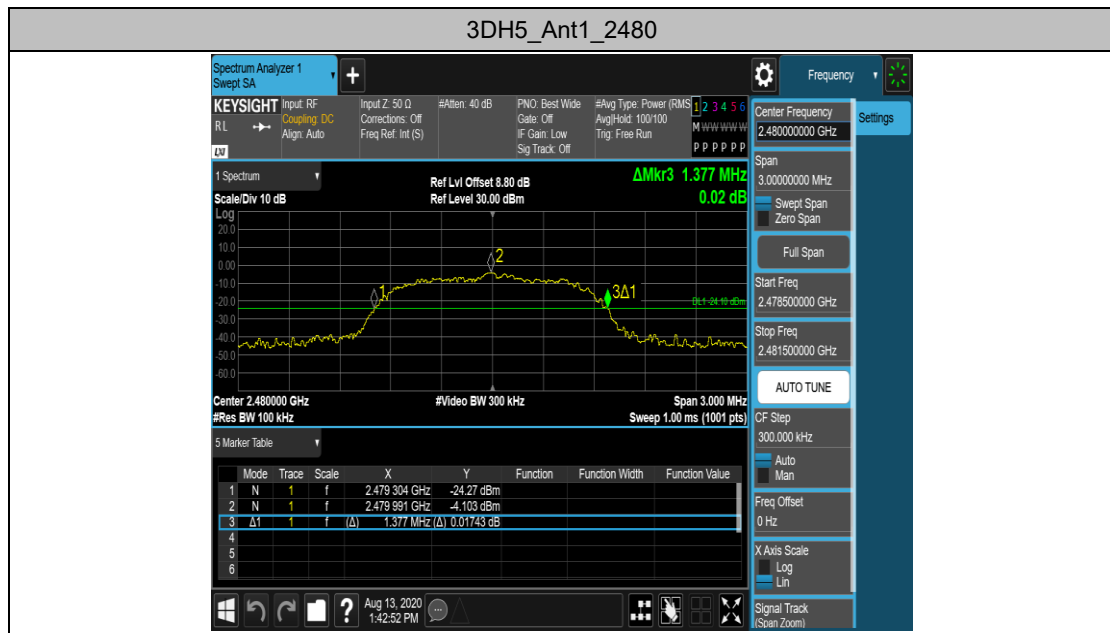 3DH5_Ant1_2480
Spectrum Analyzer 1
Swept SA
+
Frequency
KEYSIGHT
RL
LXI
Input: RF
Coupling: DC
Align: Auto
Input Z: 50 Ω
Corrections: Off
Freq Ref: Int (S)
#Atten: 40 dB
PNO: Best Wide
Gate: Off
IF Gain: Low
Sig Track: Off
#Avg Type: Power (RMS
Avg|Hold: 100/100
Trig: Free Run
1 2 3 4 5 6
M W W W W W
P P P P P P
1 Spectrum
Scale/Div 10 dB
Ref Lvl Offset 8.80 dB
Ref Level 30.00 dBm
ΔMkr3 1.377 MHz
0.02 dB
Log
20.0
10.0
0.00
-10.0
-20.0
-30.0
-40.0
-50.0
-60.0
1
2
3Δ1
DL1 -24.10 dBm
Center 2.480000 GHz
#Video BW 300 kHz
Span 3.000 MHz
#Res BW 100 kHz
Sweep 1.00 ms (1001 pts)
5 Marker Table
Mode Trace Scale X Y Function Function Width Function Value
1 N 1 f 2.479 304 GHz -24.27 dBm
2 N 1 f 2.479 991 GHz -4.103 dBm
3 Δ1 1 f (Δ) 1.377 MHz (Δ) 0.01743 dB
4
5
6
Aug 13, 2020
1:42:52 PM
?
Center Frequency
2.480000000 GHz
Settings
Span
3.00000000 MHz
Swept Span
Zero Span
Full Span
Start Freq
2.478500000 GHz
Stop Freq
2.481500000 GHz
AUTO TUNE
CF Step
300.000 kHz
Auto
Man
Freq Offset
0 Hz
X Axis Scale
Log
Lin
Signal Track
(Span Zoom)